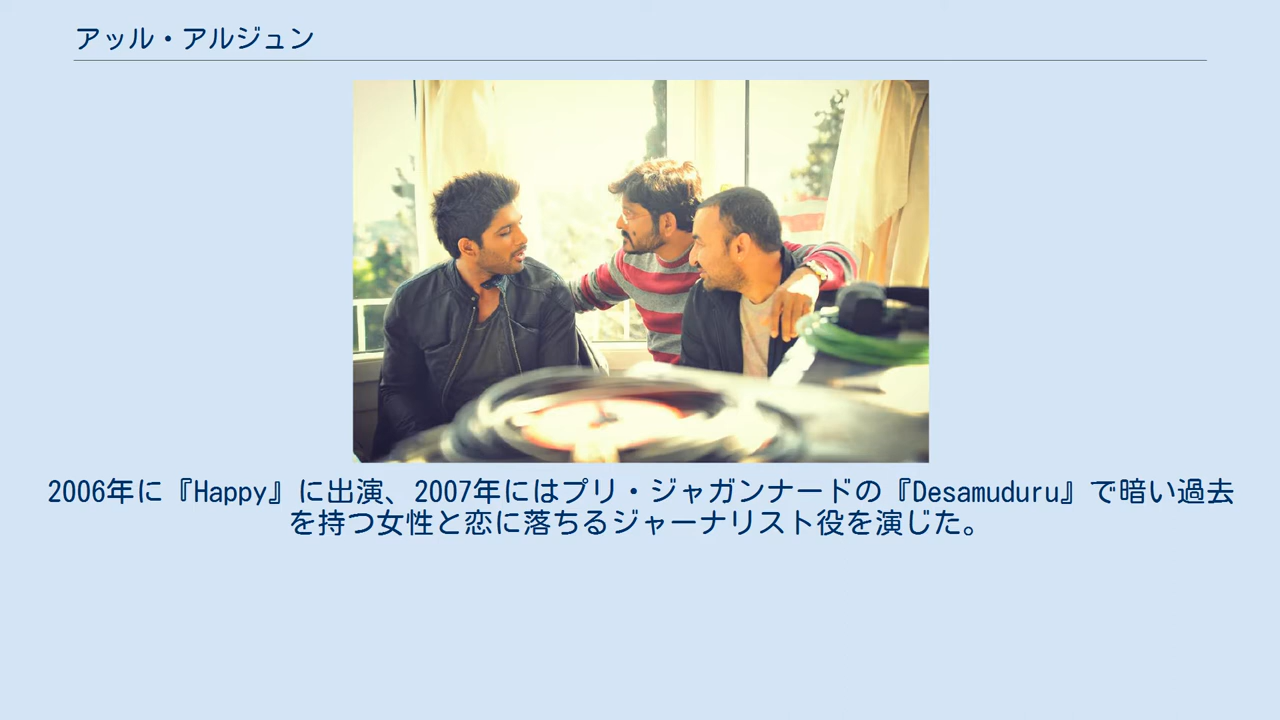 アッル・アルジュン
2006年に『Happy』に出演、2007年にはプリ・ジャガンナードの『Desamuduru』で暗い過去
を持つ女性と恋に落ちるジャーナリスト役を演じた。